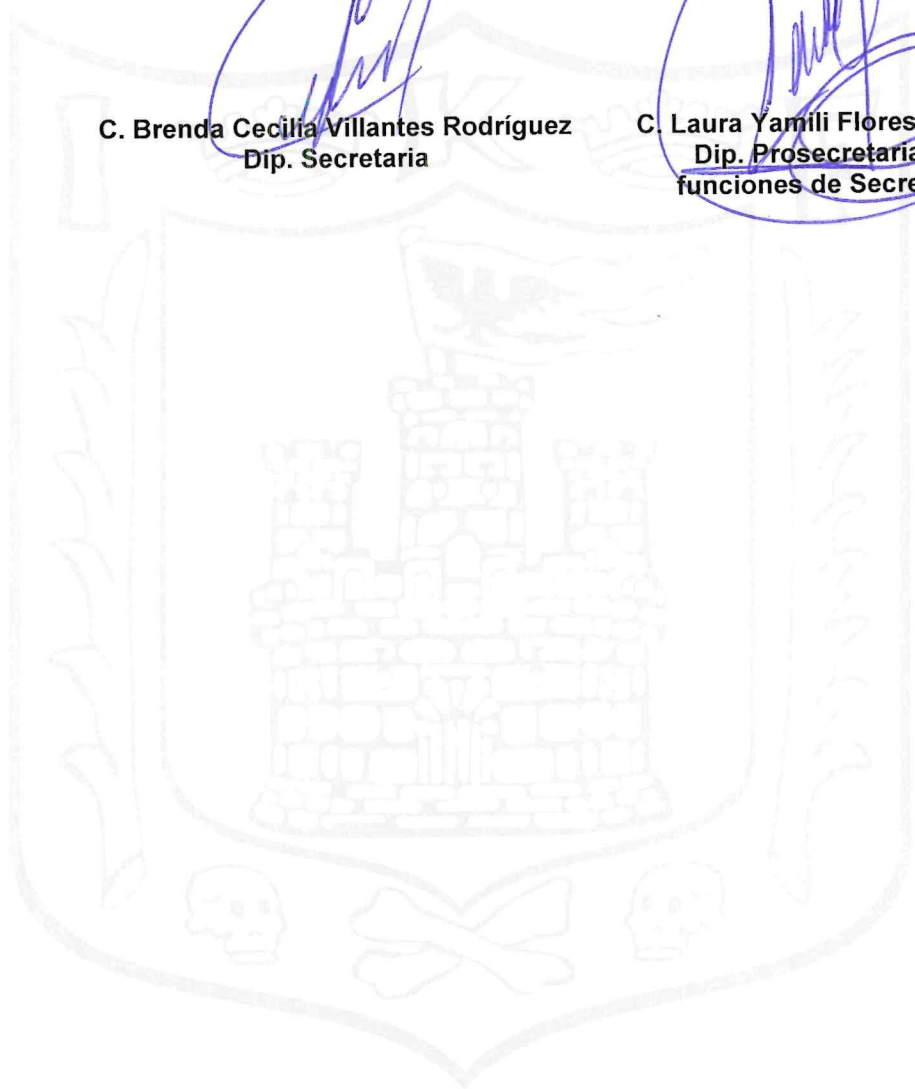 C. Brenda Cecilia Villantes Rodríguez
Dip. Secretaria
C. Laura Yamili Flores
Dip. Prosecretaria
funciones de Secre